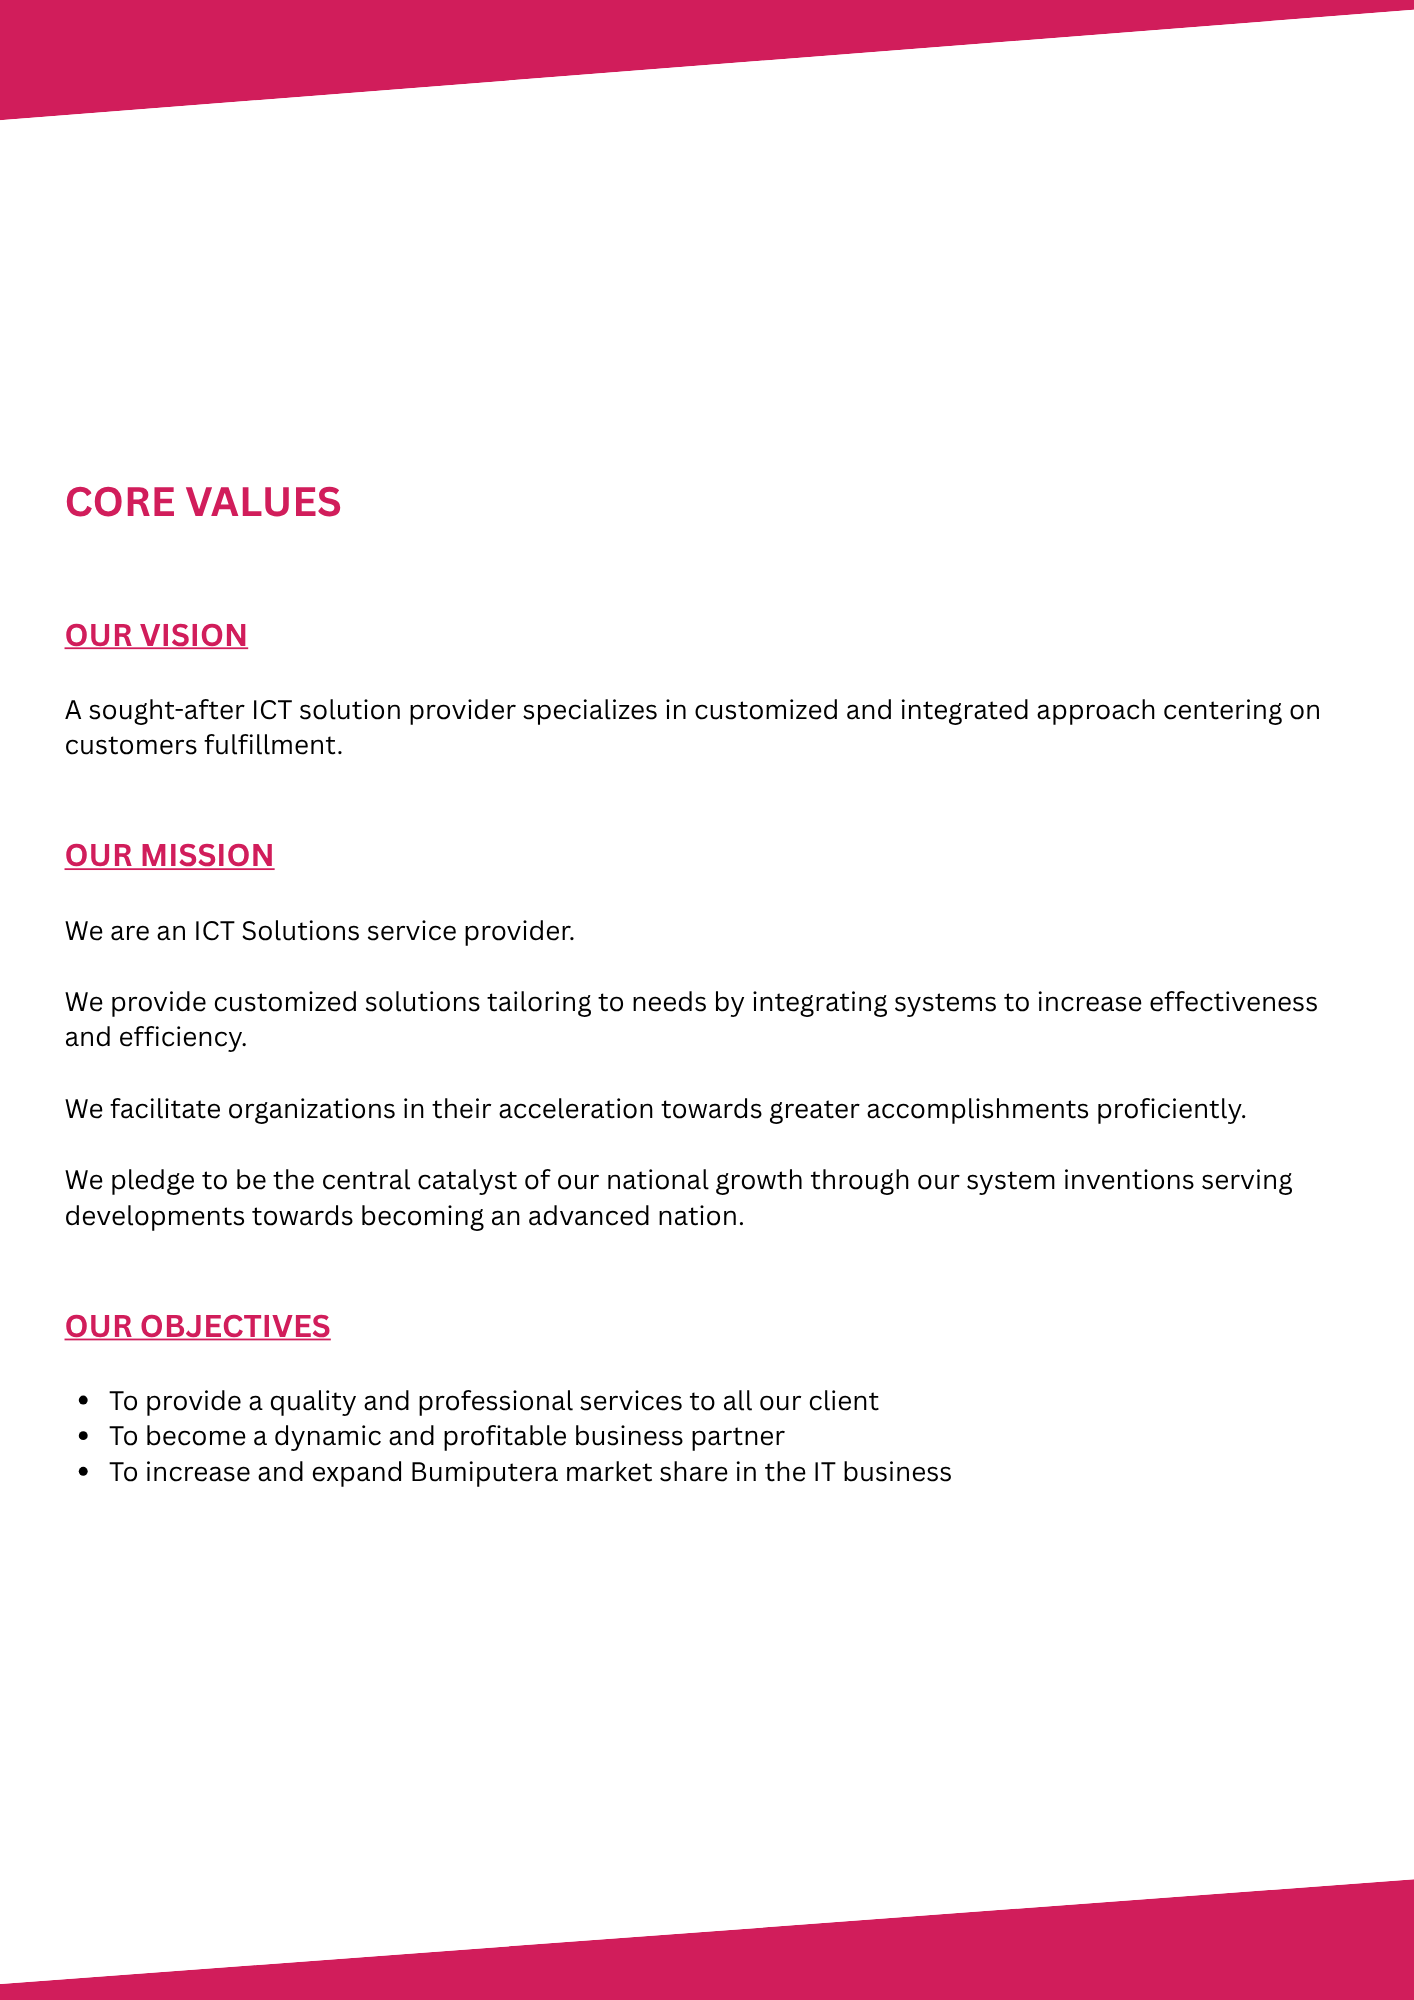 CORE VALUES
OUR VISION
A sought-after ICT solution provider specializes in customized and integrated approach centering on
customers fulfillment.
OUR MISSION
We are an ICT Solutions service provider.
We provide customized solutions tailoring to needs by integrating systems to increase effectiveness
and efficiency.
We facilitate organizations in their acceleration towards greater accomplishments proficiently.
We pledge to be the central catalyst of our national growth through our system inventions serving
developments towards becoming an advanced nation.
OUR OBJECTIVES
• To provide a quality and professional services to all our client
• To become a dynamic and profitable business partner
• To increase and expand Bumiputera market share in the IT business